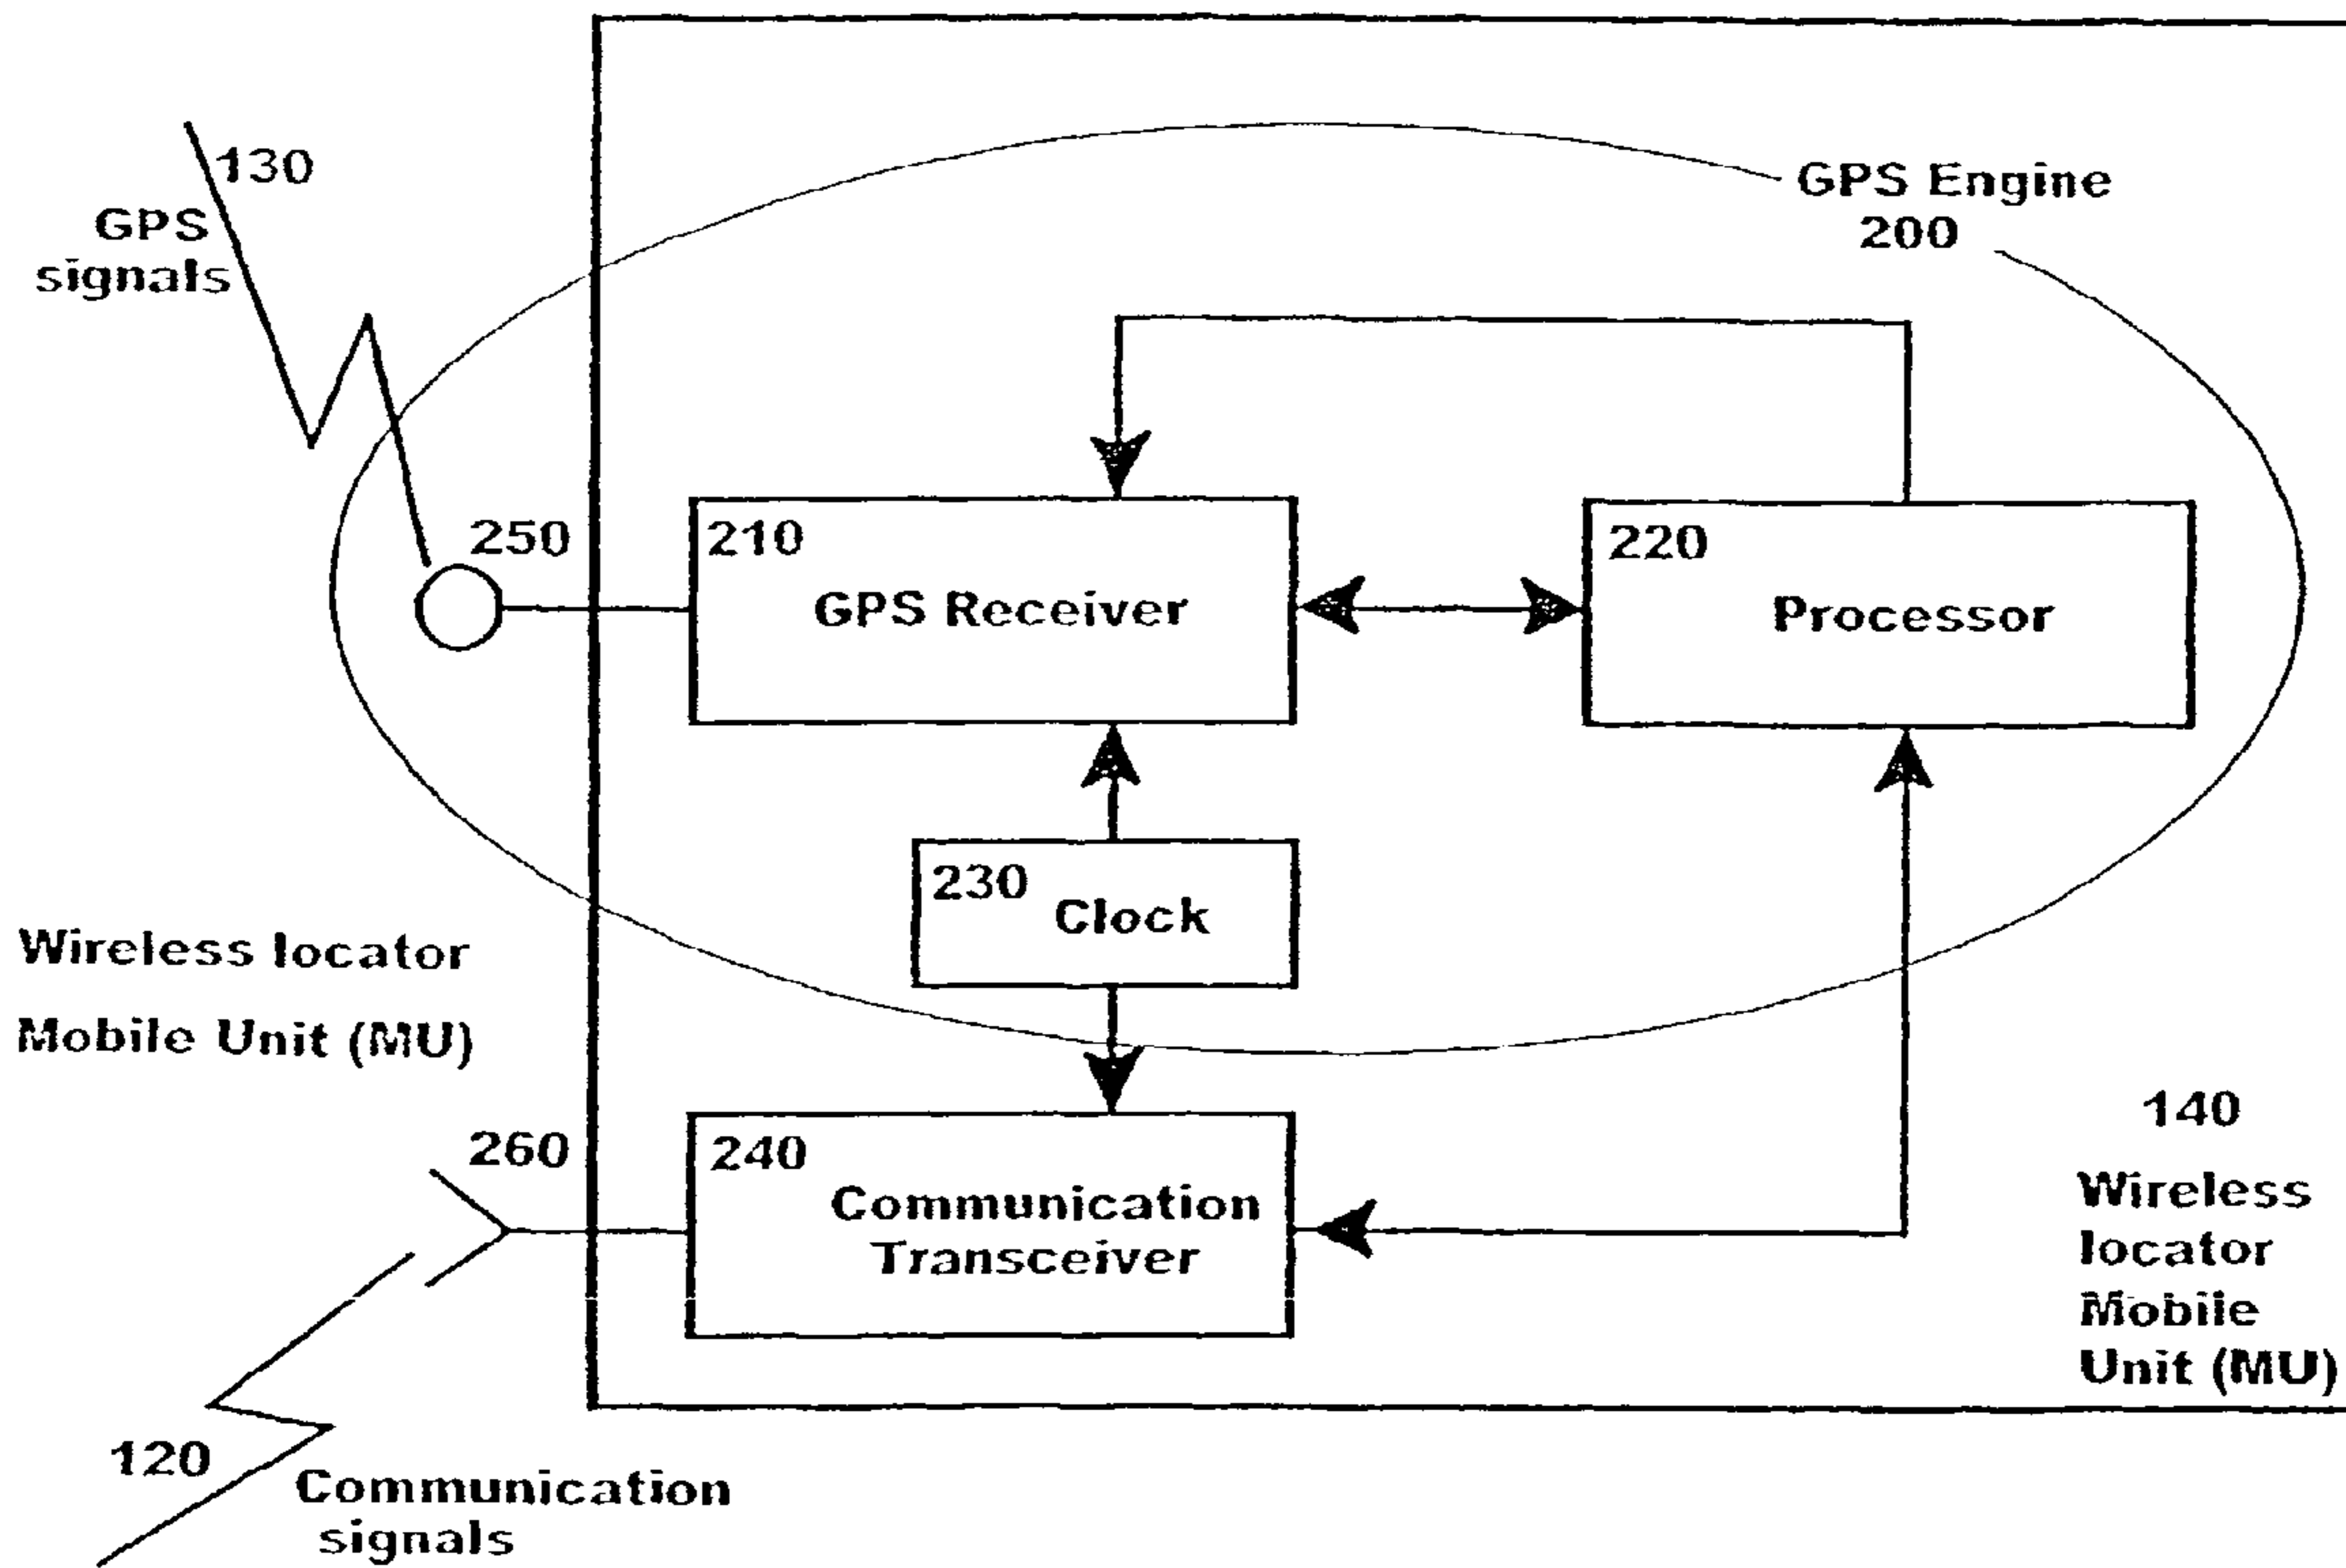 130
GPS
signals
GPS Engine
200
250
210
GPS Receiver
220
Processor
230
Clock
Wireless locator
Mobile Unit (MU)
260
240
Communication
Transceiver
140
Wireless
locator
Mobile
Unit (MU)
120
Communication
signals